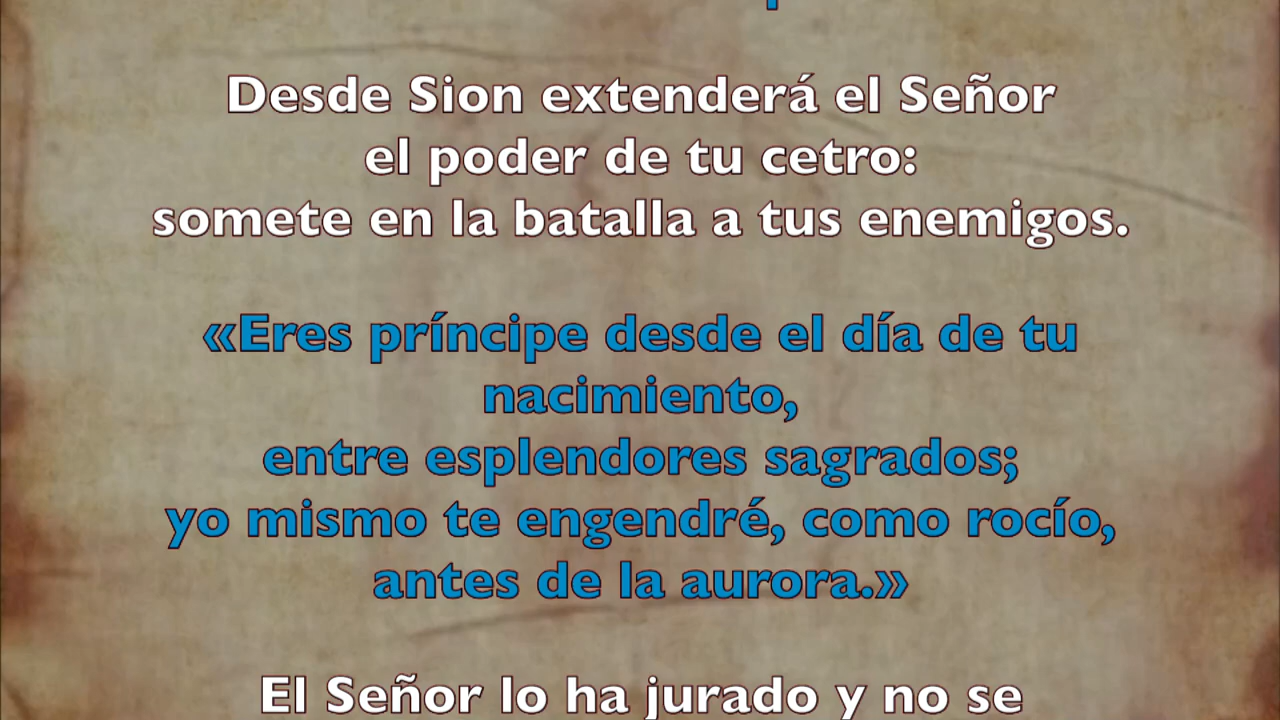 Desde Sion extenderá el Señor
el poder de tu cetro:
somete en la batalla a tus enemigos.
«Eres príncipe desde el día de tu
nacimiento,
entre esplendores sagrados;
yo mismo te engendré, como rocío,
antes de la aurora.»
El Señor lo ha jurado y no se